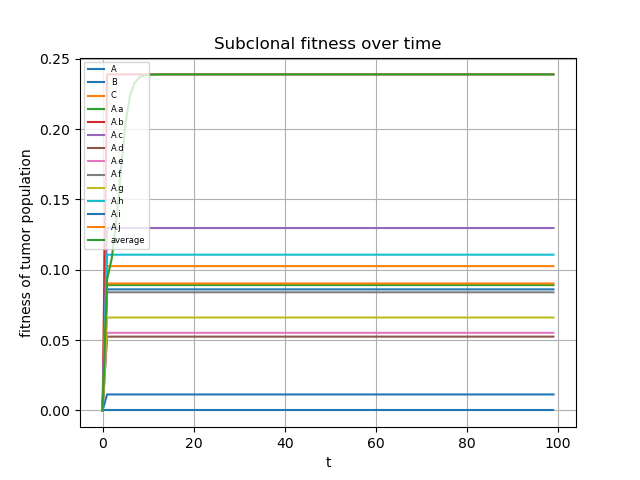 Subclonal fitness over time
fitness of tumor population
0.25
0.20
0.15
0.10
0.05
0.00
A
B
C
A.a
A.b
A.c
A.d
A.e
A.f
A.g
A.h
A.i
A.j
average
0
20
40
60
80
100
t